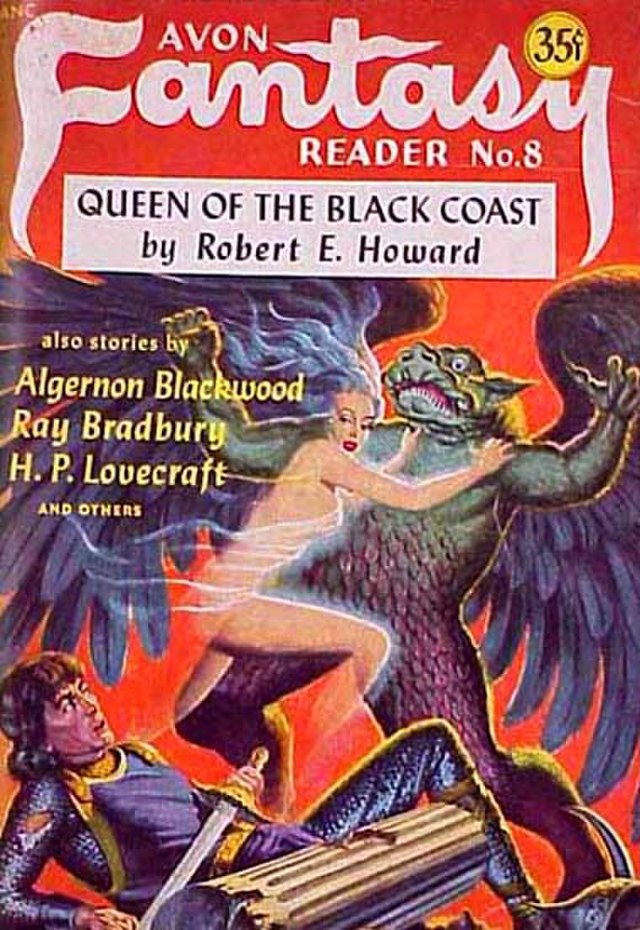 ANC
AVON
35¢
Fantasy
READER No.8
QUEEN OF THE BLACK COAST
by Robert E. Howard
also stories by
Algernon Blackwood
Ray Bradbury
H. P. Lovecraft
AND OTHERS